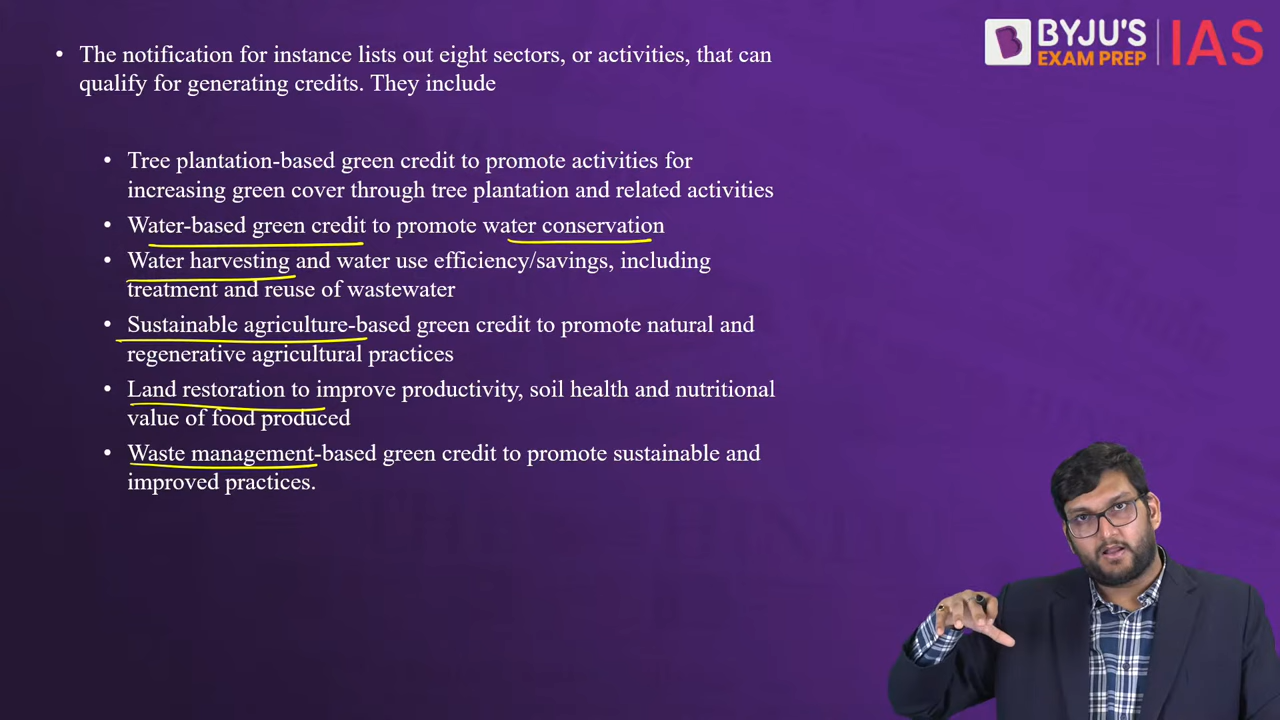 • The notification for instance lists out eight sectors, or activities, that can
qualify for generating credits. They include
• Tree plantation-based green credit to promote activities for
increasing green cover through tree plantation and related activities
• Water-based green credit to promote water conservation
• Water harvesting and water use efficiency/savings, including
treatment and reuse of wastewater
• Sustainable agriculture-based green credit to promote natural and
regenerative agricultural practices
• Land restoration to improve productivity, soil health and nutritional
value of food produced
• Waste management-based green credit to promote sustainable and
improved practices.
BYJU'S
EXAM PREP
IAS